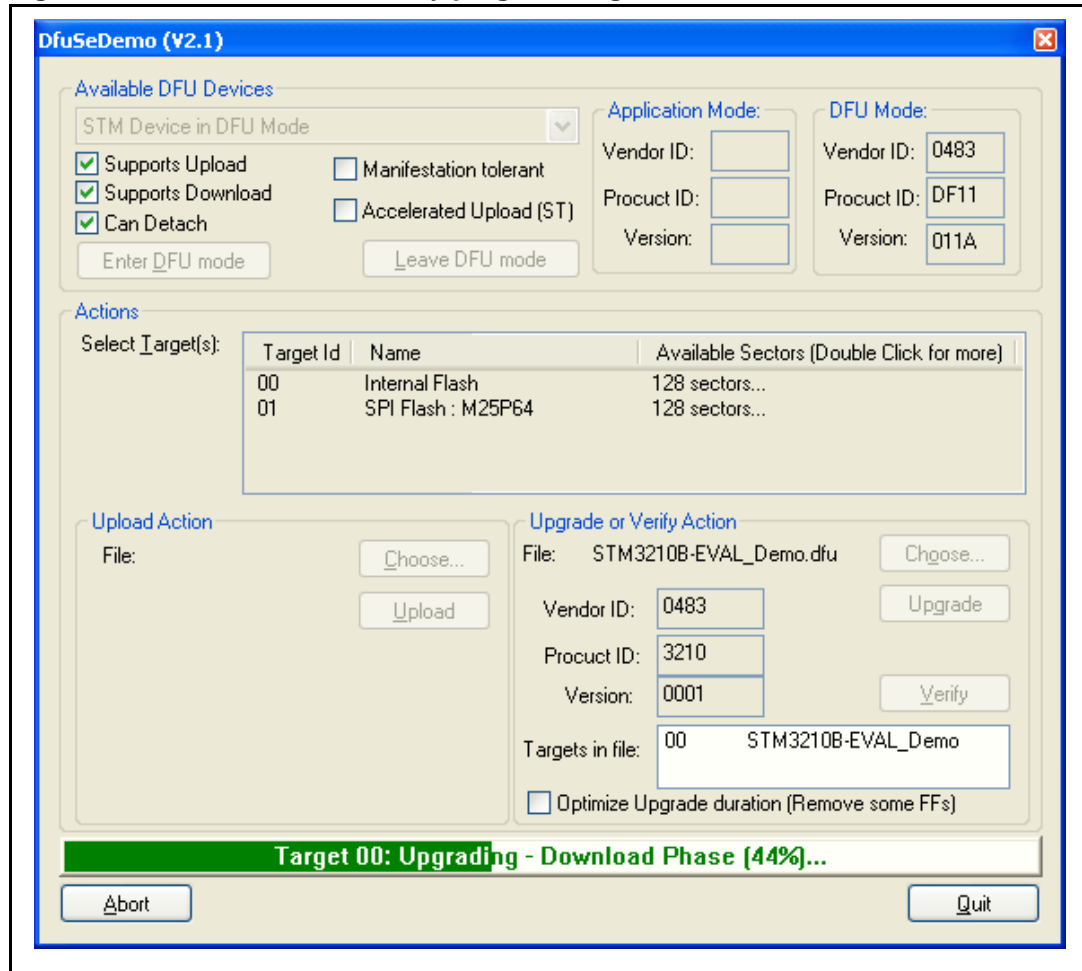 DfuSeDemo (V2.1)
Available DFU Devices
STM Device in DFU Mode
Supports Upload
Supports Download
Can Detach
Manifestation tolerant
Accelerated Upload (ST)
Enter DFU mode
Leave DFU mode
Application Mode:
Vendor ID:
Procuct ID:
Version:
DFU Mode:
Vendor ID: 0483
Procuct ID: DF11
Version: 011A
Actions
Select Target(s):
Target Id Name Available Sectors (Double Click for more)
00 Internal Flash 128 sectors...
01 SPI Flash : M25P64 128 sectors...
Upload Action
File:
Choose...
Upload
Upgrade or Verify Action
File: STM3210B-EVAL_Demo.dfu
Choose...
Vendor ID: 0483
Upgrade
Procuct ID: 3210
Version: 0001
Verify
Targets in file: 00 STM3210B-EVAL_Demo
Optimize Upgrade duration (Remove some FFs)
Target 00: Upgrading - Download Phase (44%)...
Abort
Quit